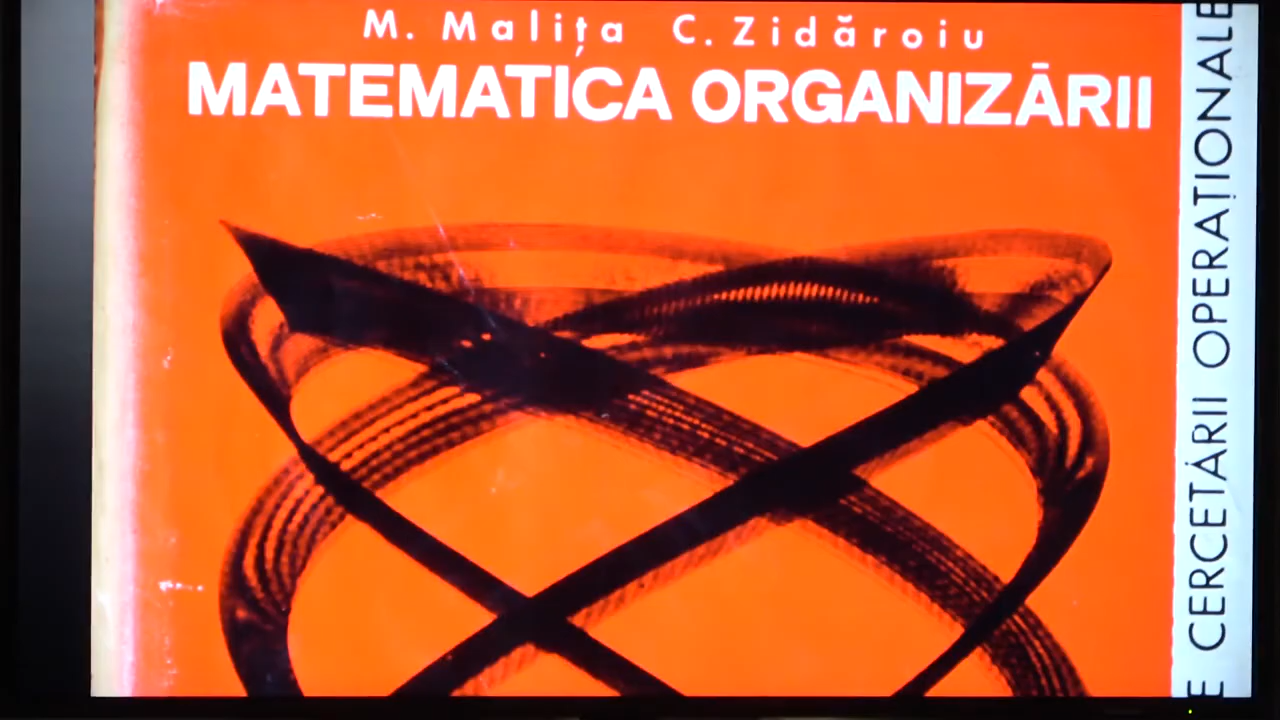 M. Malița C. Zidăroiu
MATEMATICA ORGANIZĂRII
E CERCETĂRII OPERAȚIONALE